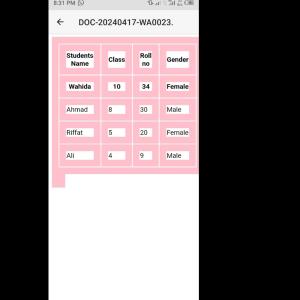 8:31 PM
DOC-20240417-WA0023.
Students Name Class Roll no Gender
Wahida 10 34 Female
Ahmad 8 30 Male
Riffat 5 20 Female
Ali 4 9 Male